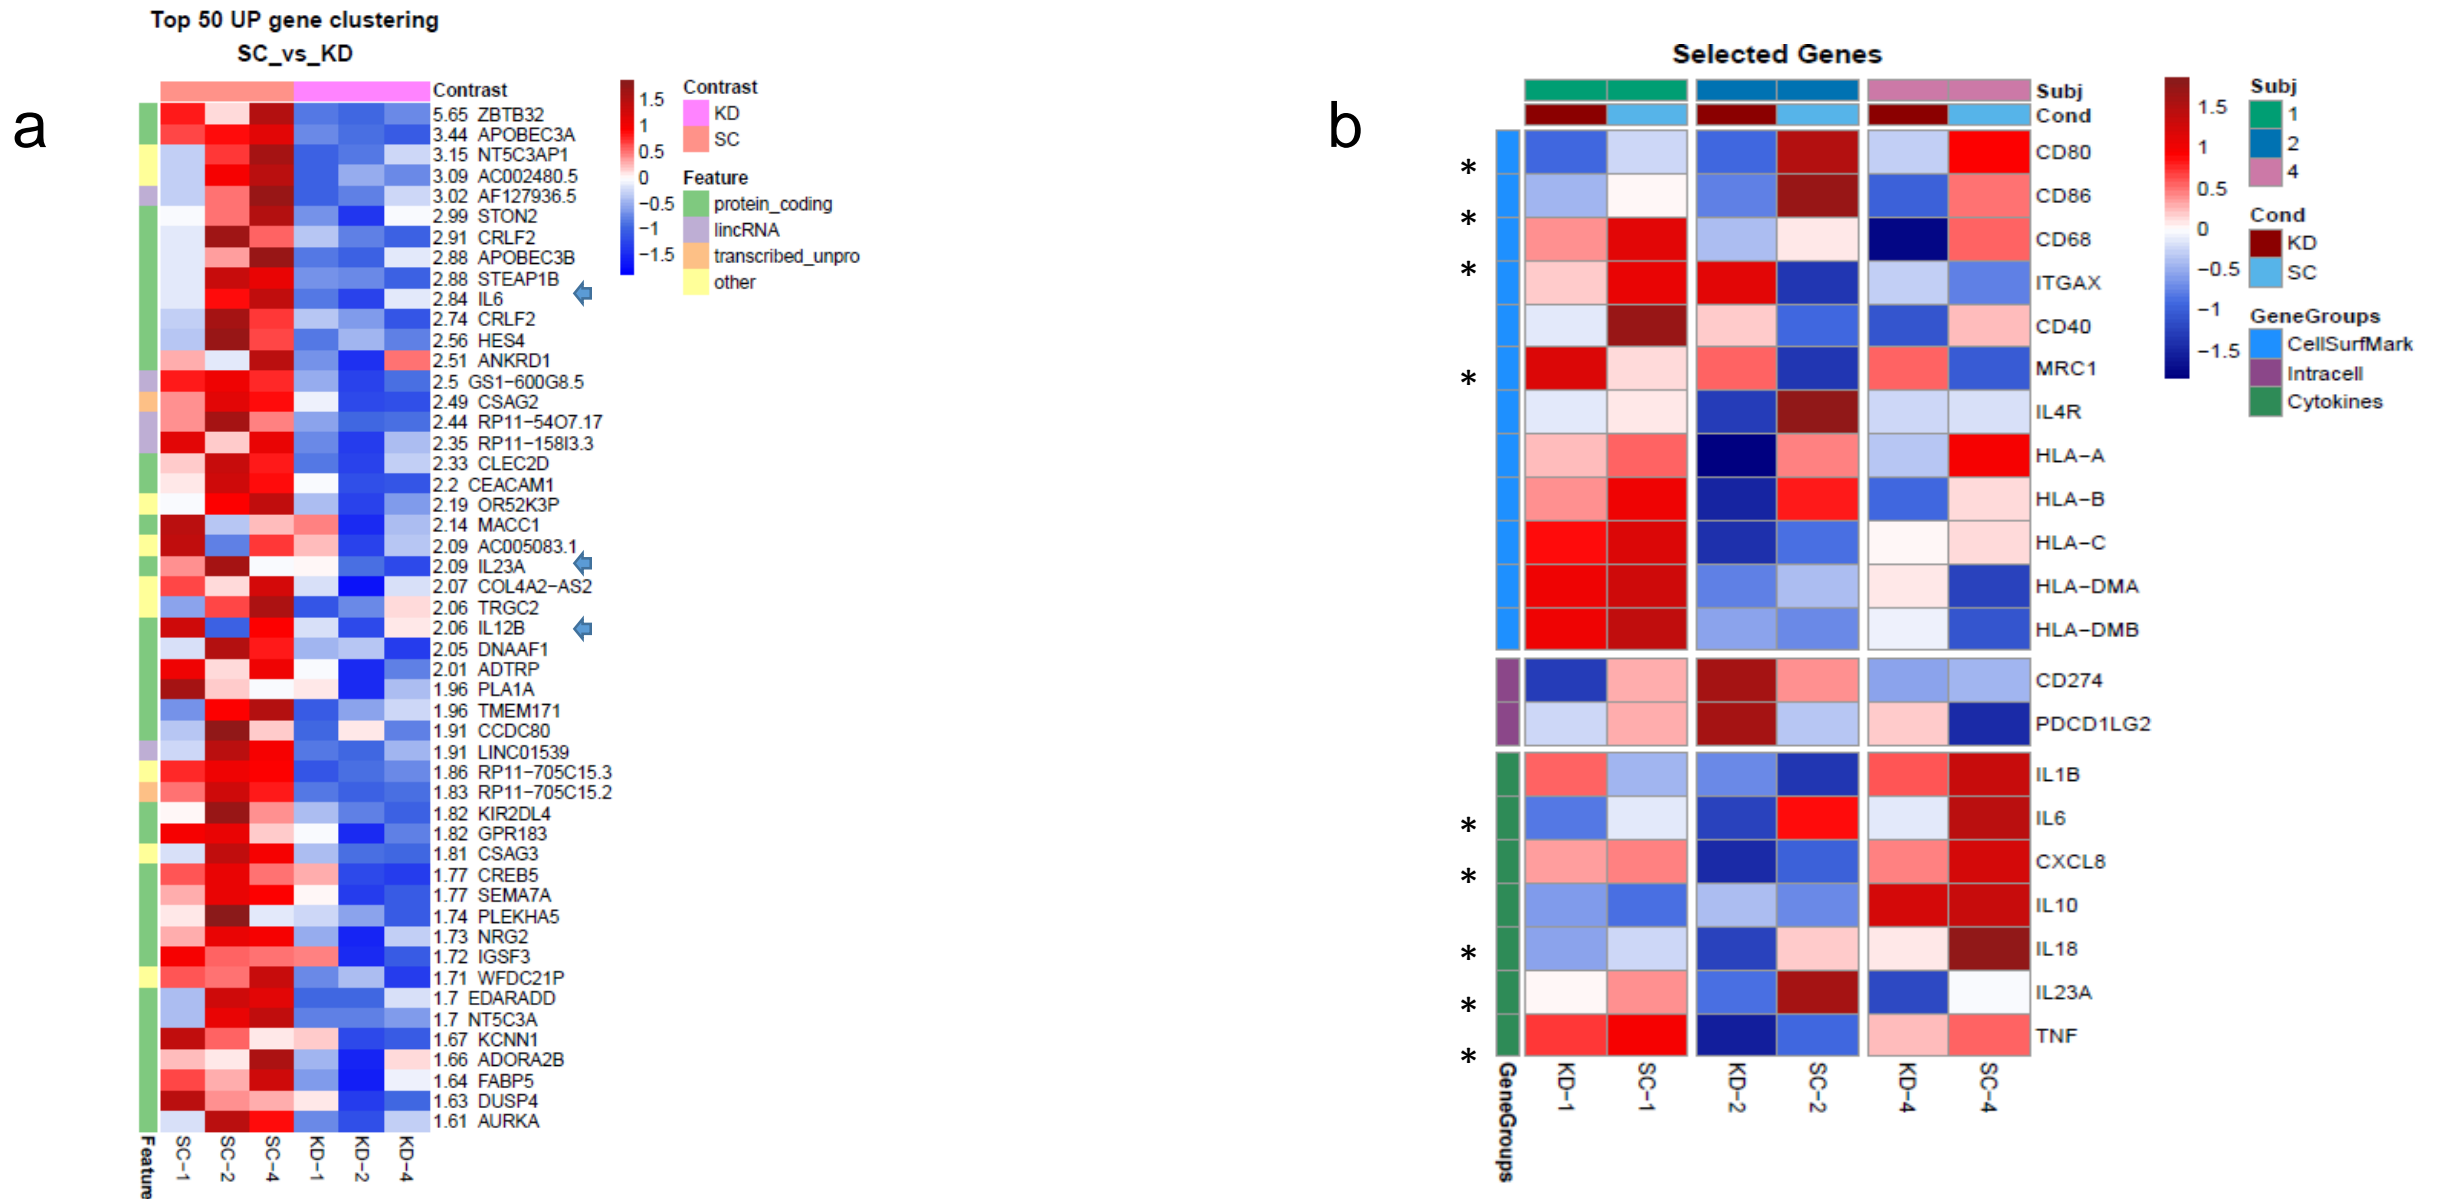 a
Top 50 UP gene clustering
SC_vs_KD
Contrast
5.65 ZBTB32
3.44 APOBEC3A
3.15 NT5C3AP1
3.09 AC002480.5
3.02 AF127936.5
2.99 STON2
2.91 CRLF2
2.88 APOBEC3B
2.88 STEAP1B
2.84 IL6
2.74 CRLF2
2.56 HES4
2.51 ANKRD1
2.5 GS1−600G8.5
2.49 CSAG2
2.44 RP11−54O7.17
2.35 RP11−158I3.3
2.33 CLEC2D
2.2 CEACAM1
2.19 OR52K3P
2.14 MACC1
2.09 AC005083.1
2.09 IL23A
2.07 COL4A2−AS2
2.06 TRGC2
2.06 IL12B
2.05 DNAAF1
2.01 ADTRP
1.96 PLA1A
1.96 TMEM171
1.91 CCDC80
1.91 LINC01539
1.86 RP11−705C15.3
1.83 RP11−705C15.2
1.82 KIR2DL4
1.82 GPR183
1.81 CSAG3
1.77 CREB5
1.77 SEMA7A
1.74 PLEKHA5
1.73 NRG2
1.72 IGSF3
1.71 WFDC21P
1.7 EDARADD
1.7 NT5C3A
1.67 KCNN1
1.66 ADORA2B
1.64 FABP5
1.63 DUSP4
1.61 AURKA
Feature
SC−1
SC−2
SC−4
KD−1
KD−2
KD−4
1.5
1
0.5
0
−0.5
−1
−1.5
Contrast
KD
SC
Feature
protein_coding
lincRNA
transcribed_unpro
other
b
Selected Genes
Subj
Cond
* CD80
* CD86
* CD68
ITGAX
CD40
* MRC1
IL4R
HLA−A
HLA−B
HLA−C
HLA−DMA
HLA−DMB
CD274
PDCD1LG2
IL1B
* IL6
* CXCL8
IL10
* IL18
* IL23A
* TNF
GeneGroups
KD−1
SC−1
KD−2
SC−2
KD−4
SC−4
1.5
1
0.5
0
−0.5
−1
−1.5
Subj
1
2
4
Cond
KD
SC
GeneGroups
CellSurfMark
Intracell
Cytokines